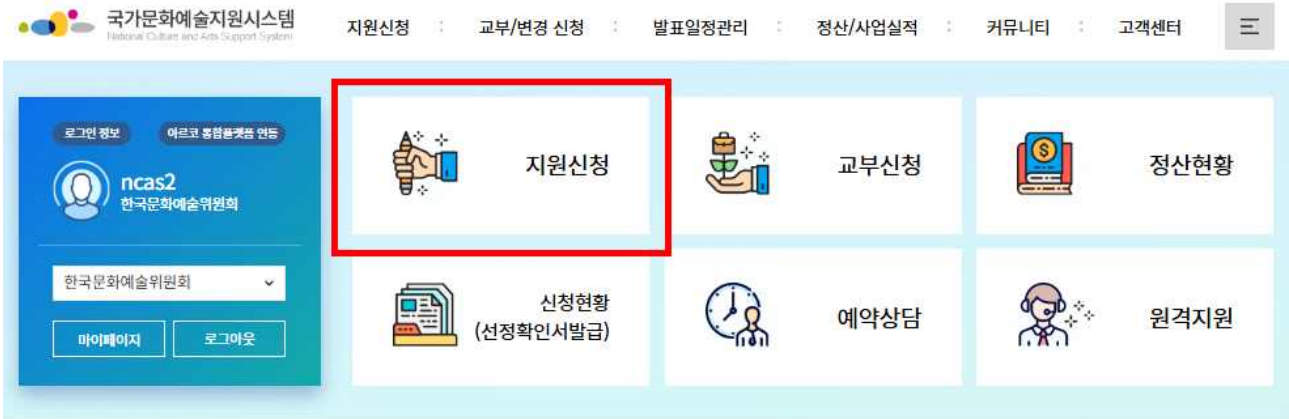 국가문화예술지원시스템
National Culture and Arts Support System
지원신청 : 교부/변경 신청 : 발표일정관리 : 정산/사업실적 : 커뮤니티 : 고객센터
로그인 정보 아르코 통합플랫폼 연동
ncas2
한국문화예술위원회
한국문화예술위원회
마이페이지 로그아웃
지원신청
교부신청
정산현황
신청현황
(선정확인서발급)
예약상담
원격지원